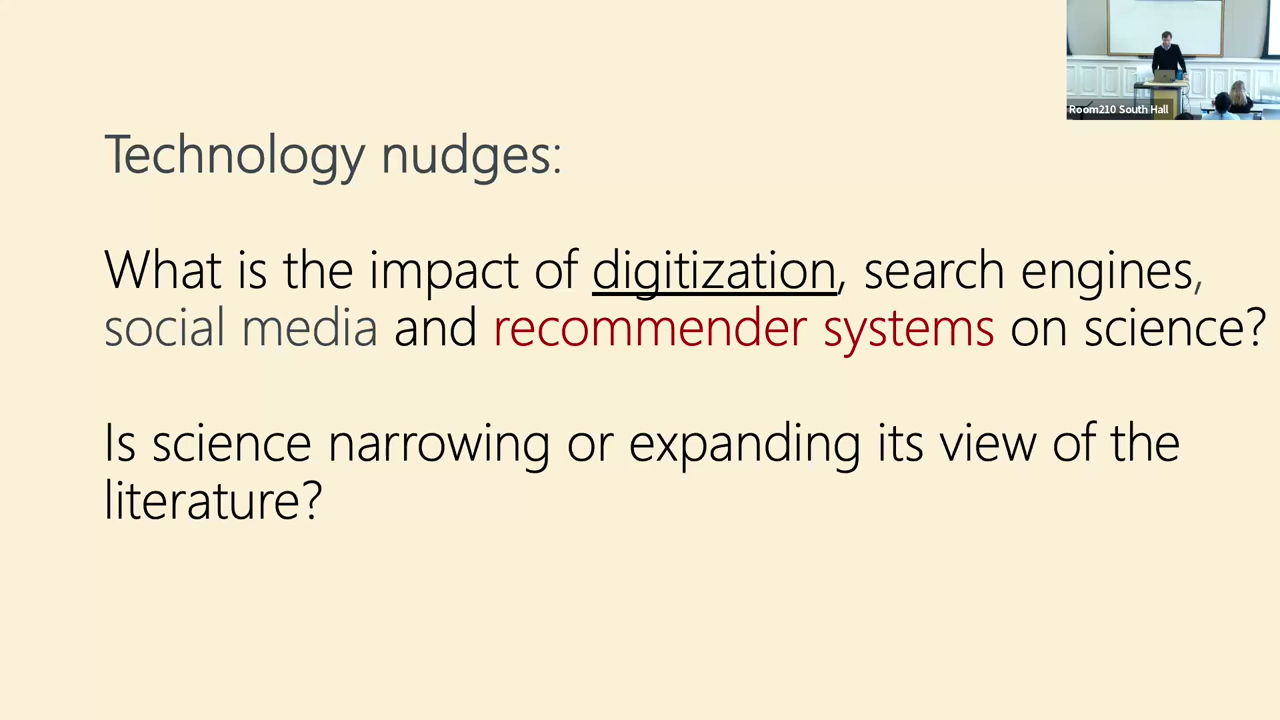 Room210 South Hall
Technology nudges:
What is the impact of digitization, search engines,
social media and recommender systems on science?
Is science narrowing or expanding its view of the
literature?